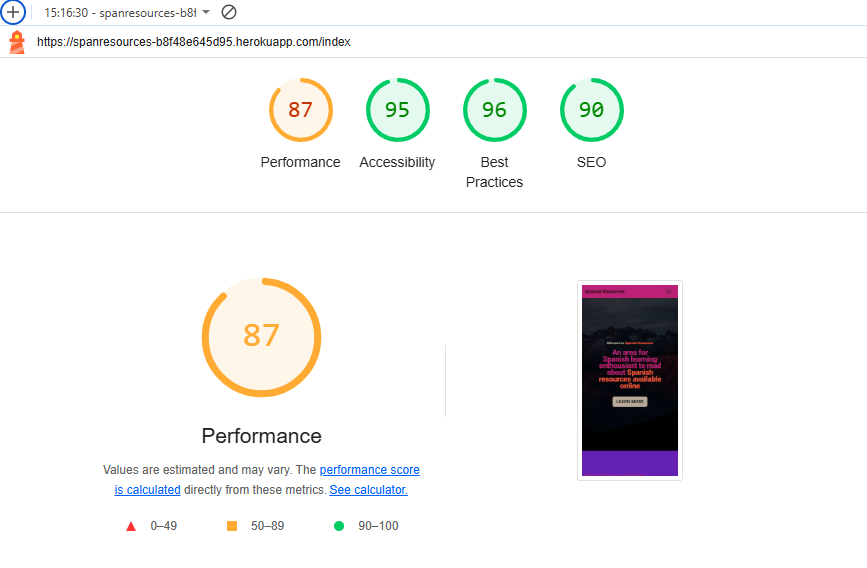 15:16:30 - spanresources-b8f
https://spanresources-b8f48e645d95.herokuapp.com/index
87
95
96
90
Performance
Accessibility
Best
Practices
SEO
87
Performance
Values are estimated and may vary. The performance score
is calculated directly from these metrics. See calculator.
0–49
50–89
90–100
Spanish Resources
Welcome to Spanish Resources
An area for
Spanish learning
enthusiast to read
about Spanish
resources available
online
LEARN MORE